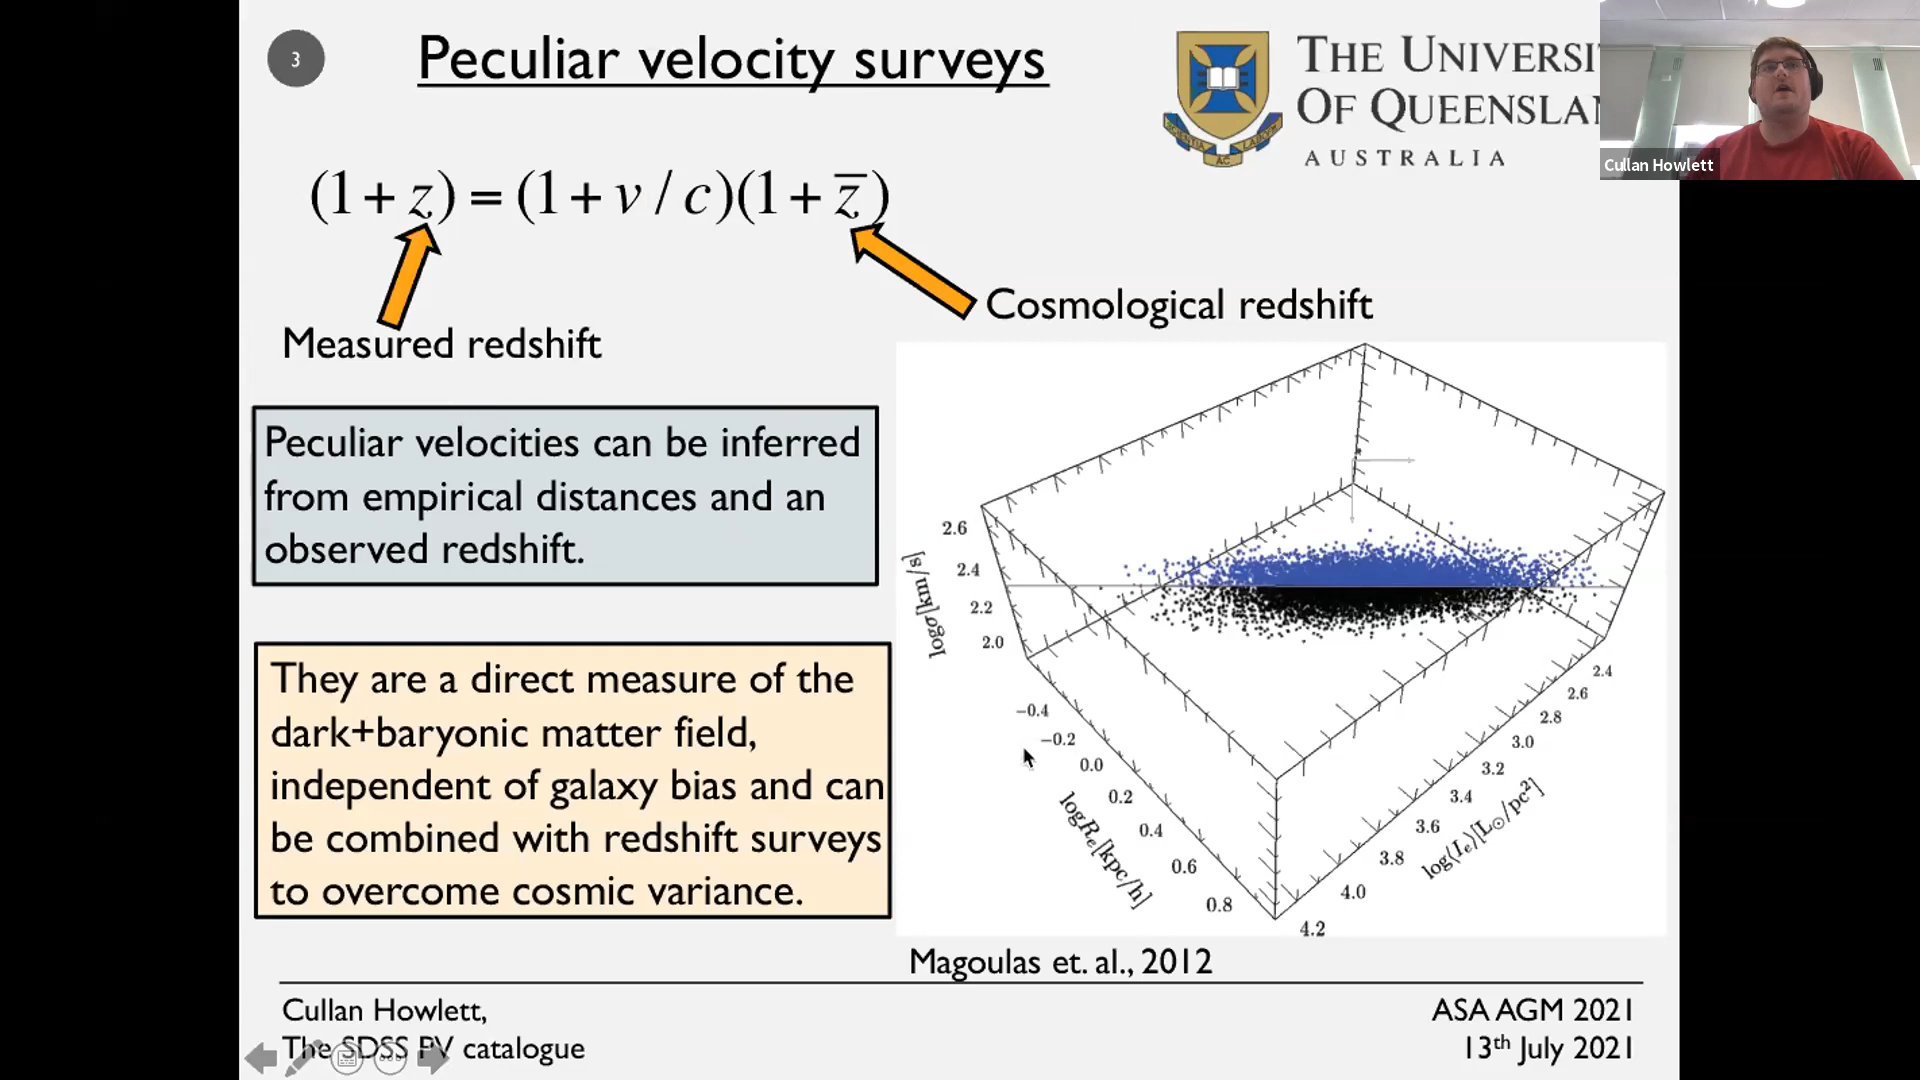 3
Peculiar velocity surveys
THE UNIVERSI
OF QUEENSLAN
AUSTRALIA
SCIENTIA AC LABORE
Cullan Howlett
(1 + z) = (1 + v / c)(1 + z̅)
Measured redshift
Cosmological redshift
Peculiar velocities can be inferred
from empirical distances and an
observed redshift.
They are a direct measure of the
dark+baryonic matter field,
independent of galaxy bias and can
be combined with redshift surveys
to overcome cosmic variance.
2.6
2.4
2.2
2.0
logσ[km/s]
−0.4
−0.2
0.0
0.2
0.4
0.6
0.8
logRₑ[kpc/h]
2.4
2.6
2.8
3.0
3.2
3.4
3.6
3.8
4.0
4.2
log⟨Iₑ⟩[L⊙/pc²]
Magoulas et. al., 2012
Cullan Howlett,
The SDSS PV catalogue
ASA AGM 2021
13th July 2021